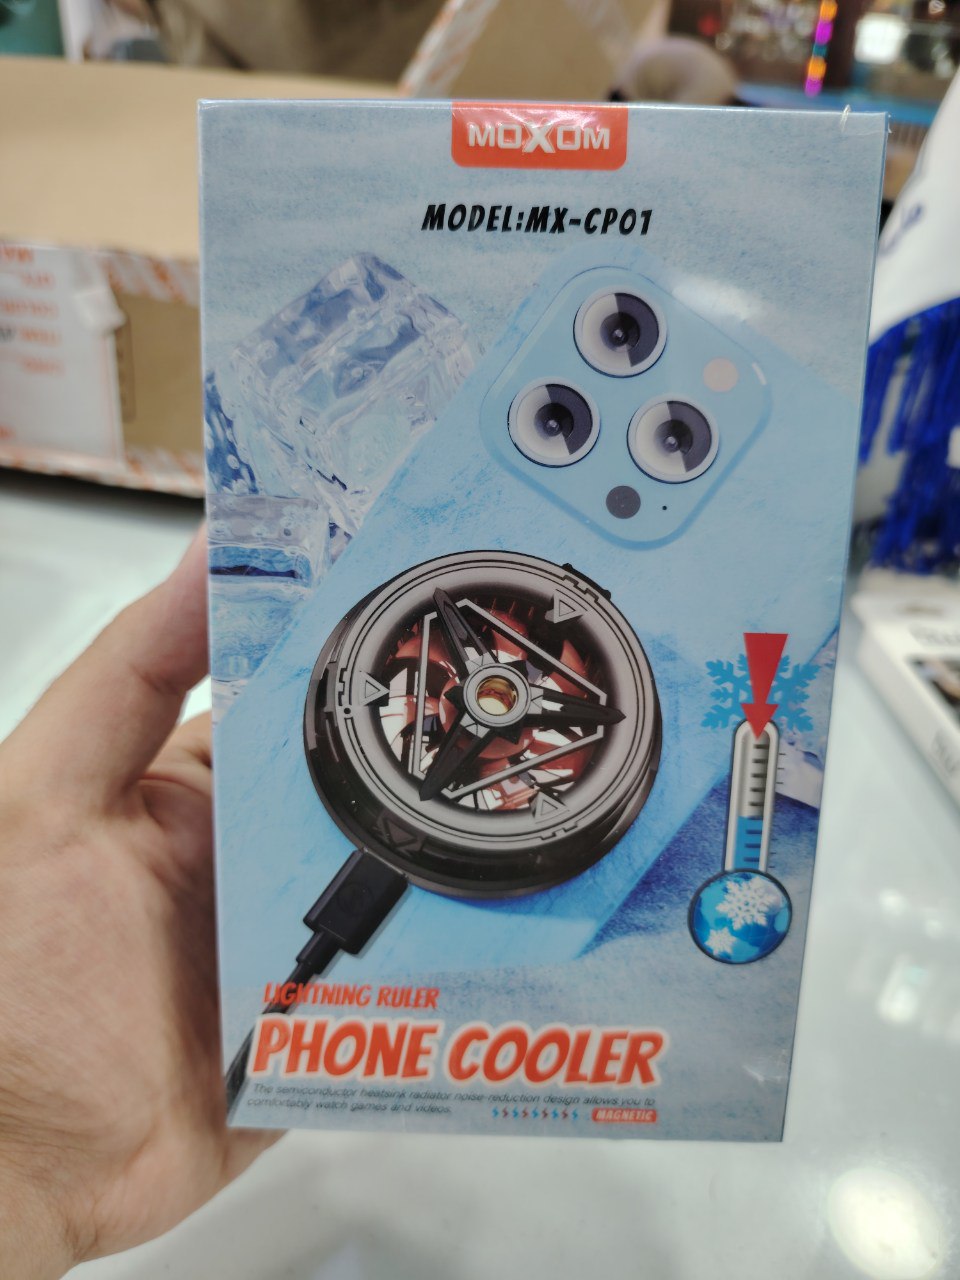 MOXOM
MODEL:MX-CP01
LIGHTNING RULER
PHONE COOLER
The semiconductor heatsink radiator noise-reduction design allows you to
comfortably watch games and videos.
MAGNETIC